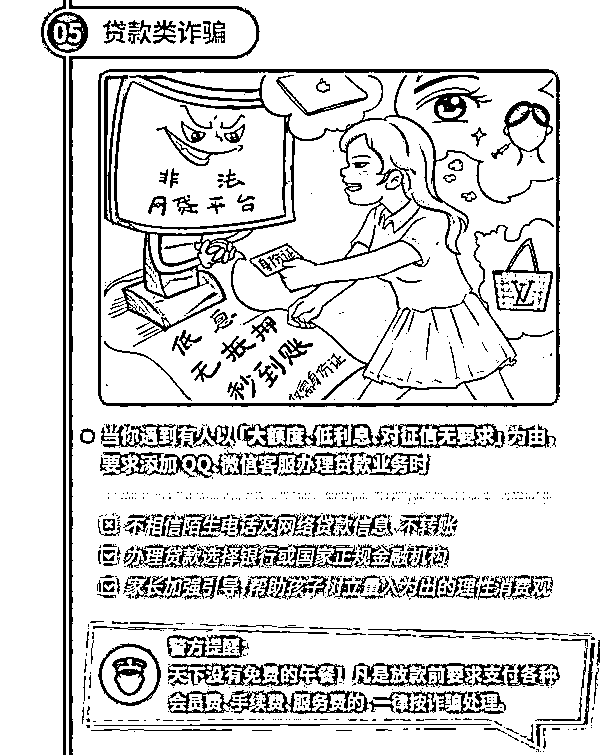 05 贷款类诈骗
非法
网贷平台
身份证
低息
无抵押
秒到账
仅需身份证
当你遇到有人以「大额度、低利息、对征信无要求」为由，
要求添加QQ、微信客服办理贷款业务时
不相信陌生电话及网络贷款信息、不转账
办理贷款选择银行或国家正规金融机构
家长加强引导，帮助孩子树立量入为出的理性消费观
警方提醒：
天下没有免费的午餐！凡是放款前要求支付各种
会员费、手续费、服务费的，一律按诈骗处理。